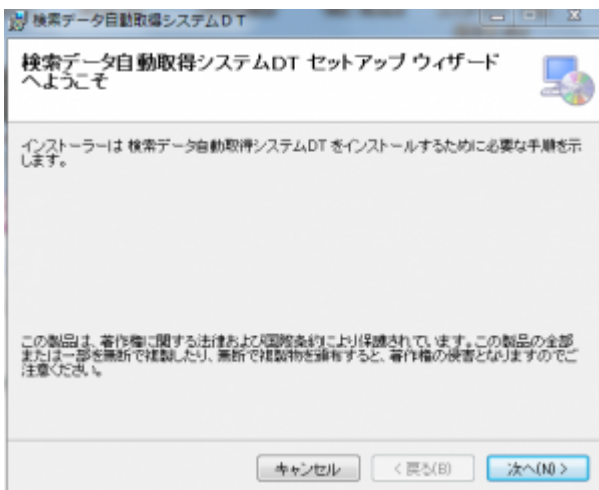 検索データ自動取得システムDT
検索データ自動取得システムDT セットアップ ウィザード
へようこそ
インストーラーは 検索データ自動取得システムDT をインストールするために必要な手順を示
します。
この製品は、著作権に関する法律および国際条約により保護されています。この製品の全部
または一部を無断で複製したり、無断で複製物を頒布すると、著作権の侵害となりますのでご
注意ください。
キャンセル
< 戻る(B)
次へ(N) >